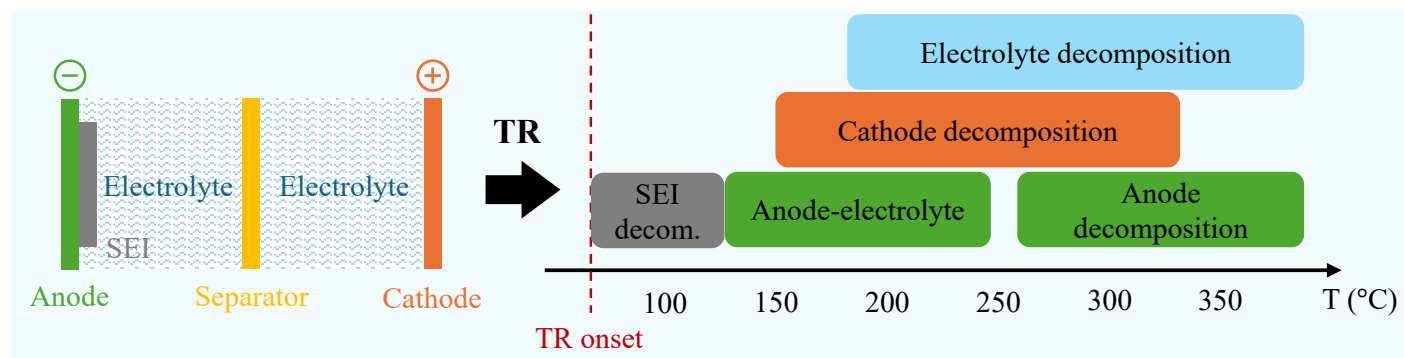 −
+
Electrolyte
Electrolyte
SEI
Anode
Separator
Cathode
TR
Electrolyte decomposition
Cathode decomposition
SEI
decom.
Anode-electrolyte
Anode
decomposition
100 150 200 250 300 350 T (°C)
TR onset